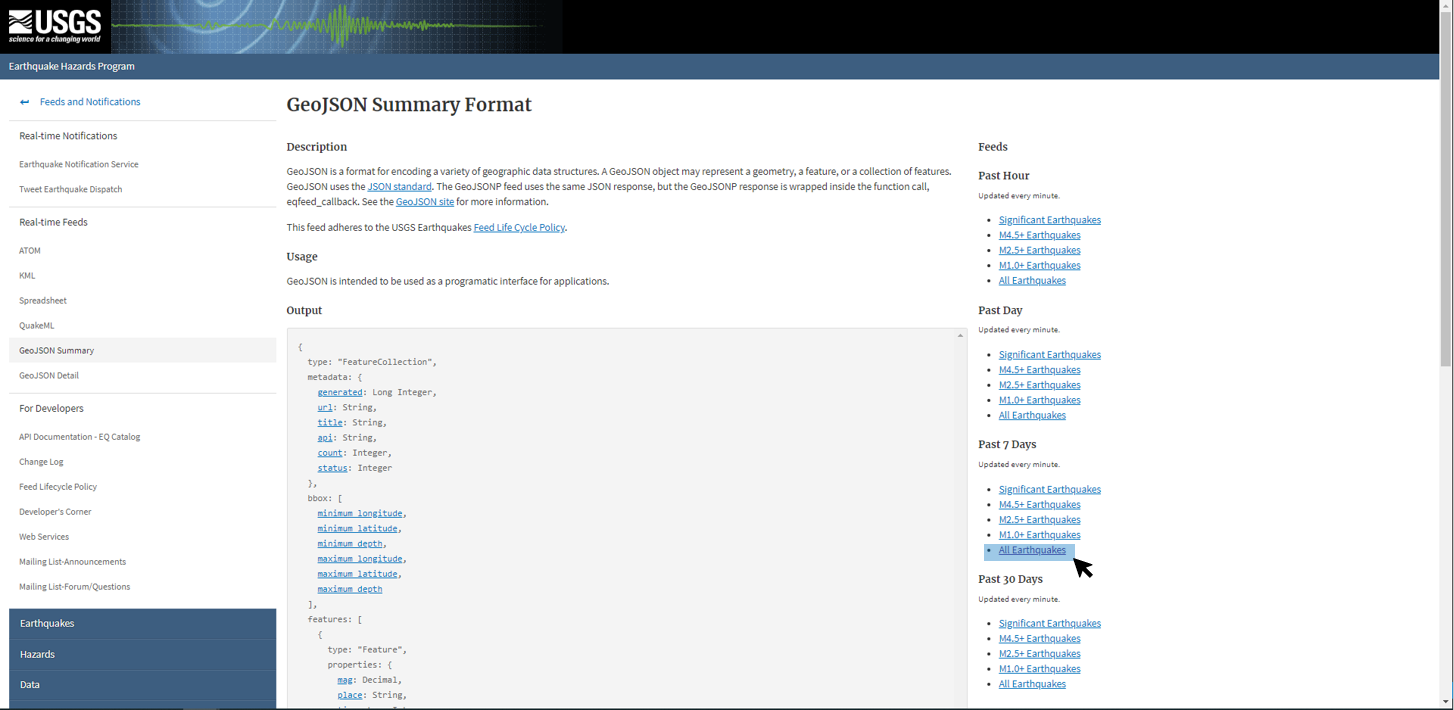 USGS
science for a changing world
Earthquake Hazards Program
Feeds and Notifications
Real-time Notifications
Earthquake Notification Service
Tweet Earthquake Dispatch
Real-time Feeds
ATOM
KML
Spreadsheet
QuakeML
GeoJSON Summary
GeoJSON Detail
For Developers
API Documentation - EQ Catalog
Change Log
Feed Lifecycle Policy
Developer's Corner
Web Services
Mailing List-Announcements
Mailing List-Forum/Questions
Earthquakes
Hazards
Data
GeoJSON Summary Format
Description
GeoJSON is a format for encoding a variety of geographic data structures. A GeoJSON object may represent a geometry, a feature, or a collection of features.
GeoJSON uses the JSON standard. The GeoJSONP feed uses the same JSON response, but the GeoJSONP response is wrapped inside the function call,
eqfeed_callback. See the GeoJSON site for more information.
This feed adheres to the USGS Earthquakes Feed Life Cycle Policy.
Usage
GeoJSON is intended to be used as a programatic interface for applications.
Output
{
type: "FeatureCollection",
metadata: {
generated: Long Integer,
url: String,
title: String,
api: String,
count: Integer,
status: Integer
},
bbox: [
minimum longitude,
minimum latitude,
minimum depth,
maximum longitude,
maximum latitude,
maximum depth
],
features: [
{
type: "Feature",
properties: {
mag: Decimal,
place: String,
Feeds
Past Hour
Updated every minute.
• Significant Earthquakes
• M4.5+ Earthquakes
• M2.5+ Earthquakes
• M1.0+ Earthquakes
• All Earthquakes
Past Day
Updated every minute.
• Significant Earthquakes
• M4.5+ Earthquakes
• M2.5+ Earthquakes
• M1.0+ Earthquakes
• All Earthquakes
Past 7 Days
Updated every minute.
• Significant Earthquakes
• M4.5+ Earthquakes
• M2.5+ Earthquakes
• M1.0+ Earthquakes
• All Earthquakes
Past 30 Days
Updated every minute.
• Significant Earthquakes
• M4.5+ Earthquakes
• M2.5+ Earthquakes
• M1.0+ Earthquakes
• All Earthquakes